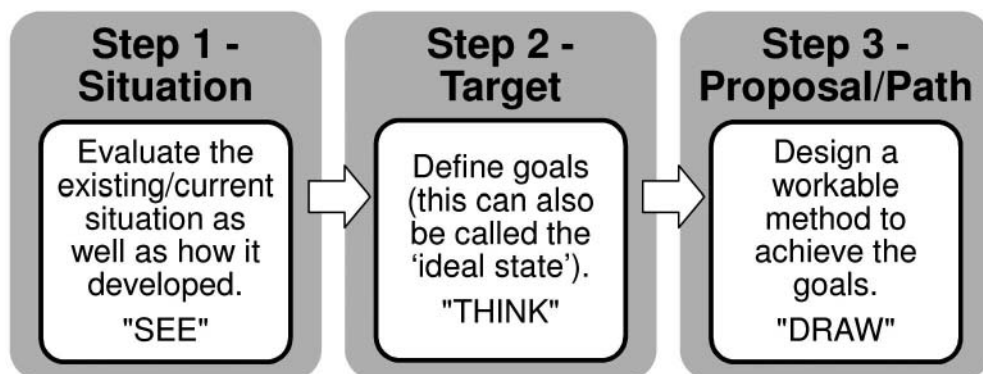 Step 1 -
Situation
Evaluate the
existing/current
situation as
well as how it
developed.
"SEE"
Step 2 -
Target
Define goals
(this can also
be called the
‘ideal state’).
"THINK"
Step 3 -
Proposal/Path
Design a
workable
method to
achieve the
goals.
"DRAW"